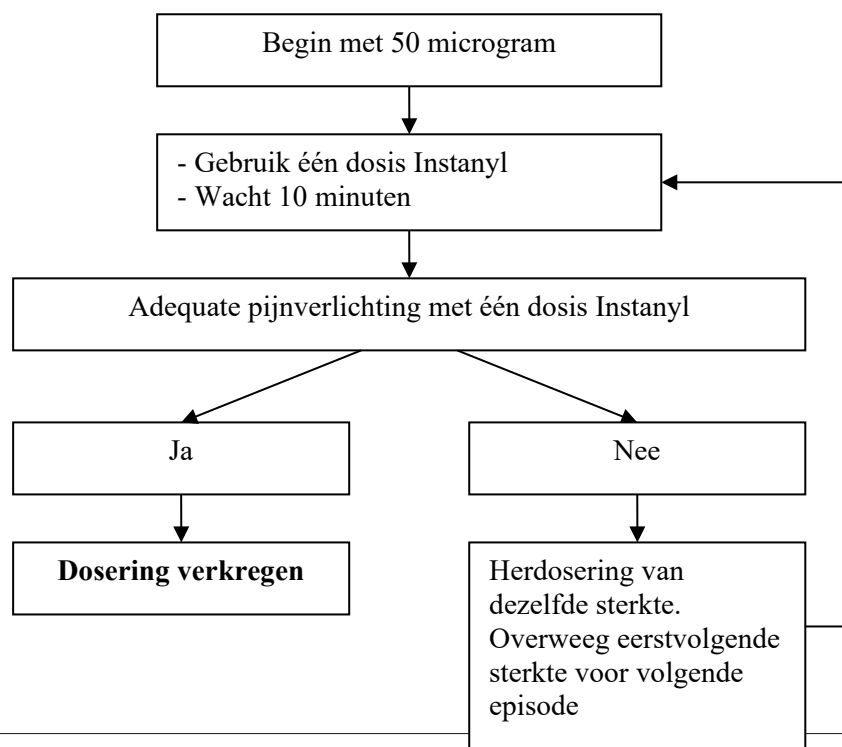 Begin met 50 microgram
- Gebruik één dosis Instanyl
- Wacht 10 minuten
Adequate pijnverlichting met één dosis Instanyl
Ja
Nee
Dosering verkregen
Herdosering van
dezelfde sterkte.
Overweeg eerstvolgende
sterkte voor volgende
episode